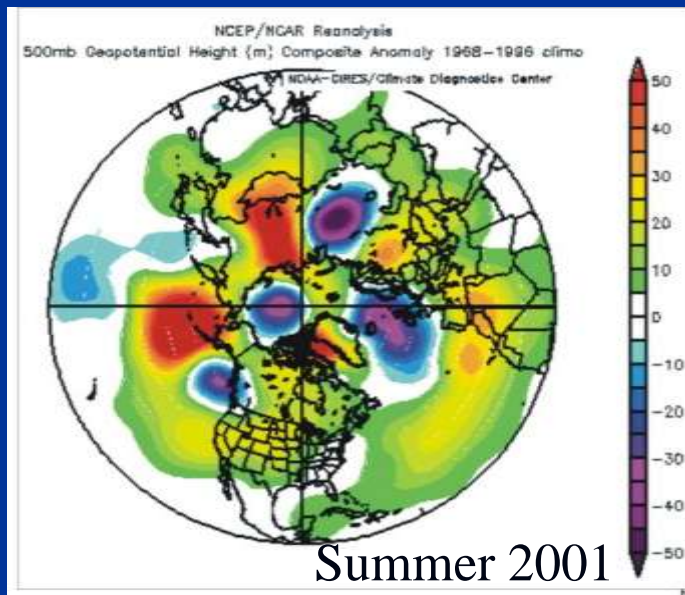 NCEP/NCAR Reanalysis
500mb Geopotential Height (m) Composite Anomaly 1968-1996 climo
NOAA-CIRES/Climate Diagnostics Center
50
40
30
20
10
0
-10
-20
-30
-40
-50
Summer 2001